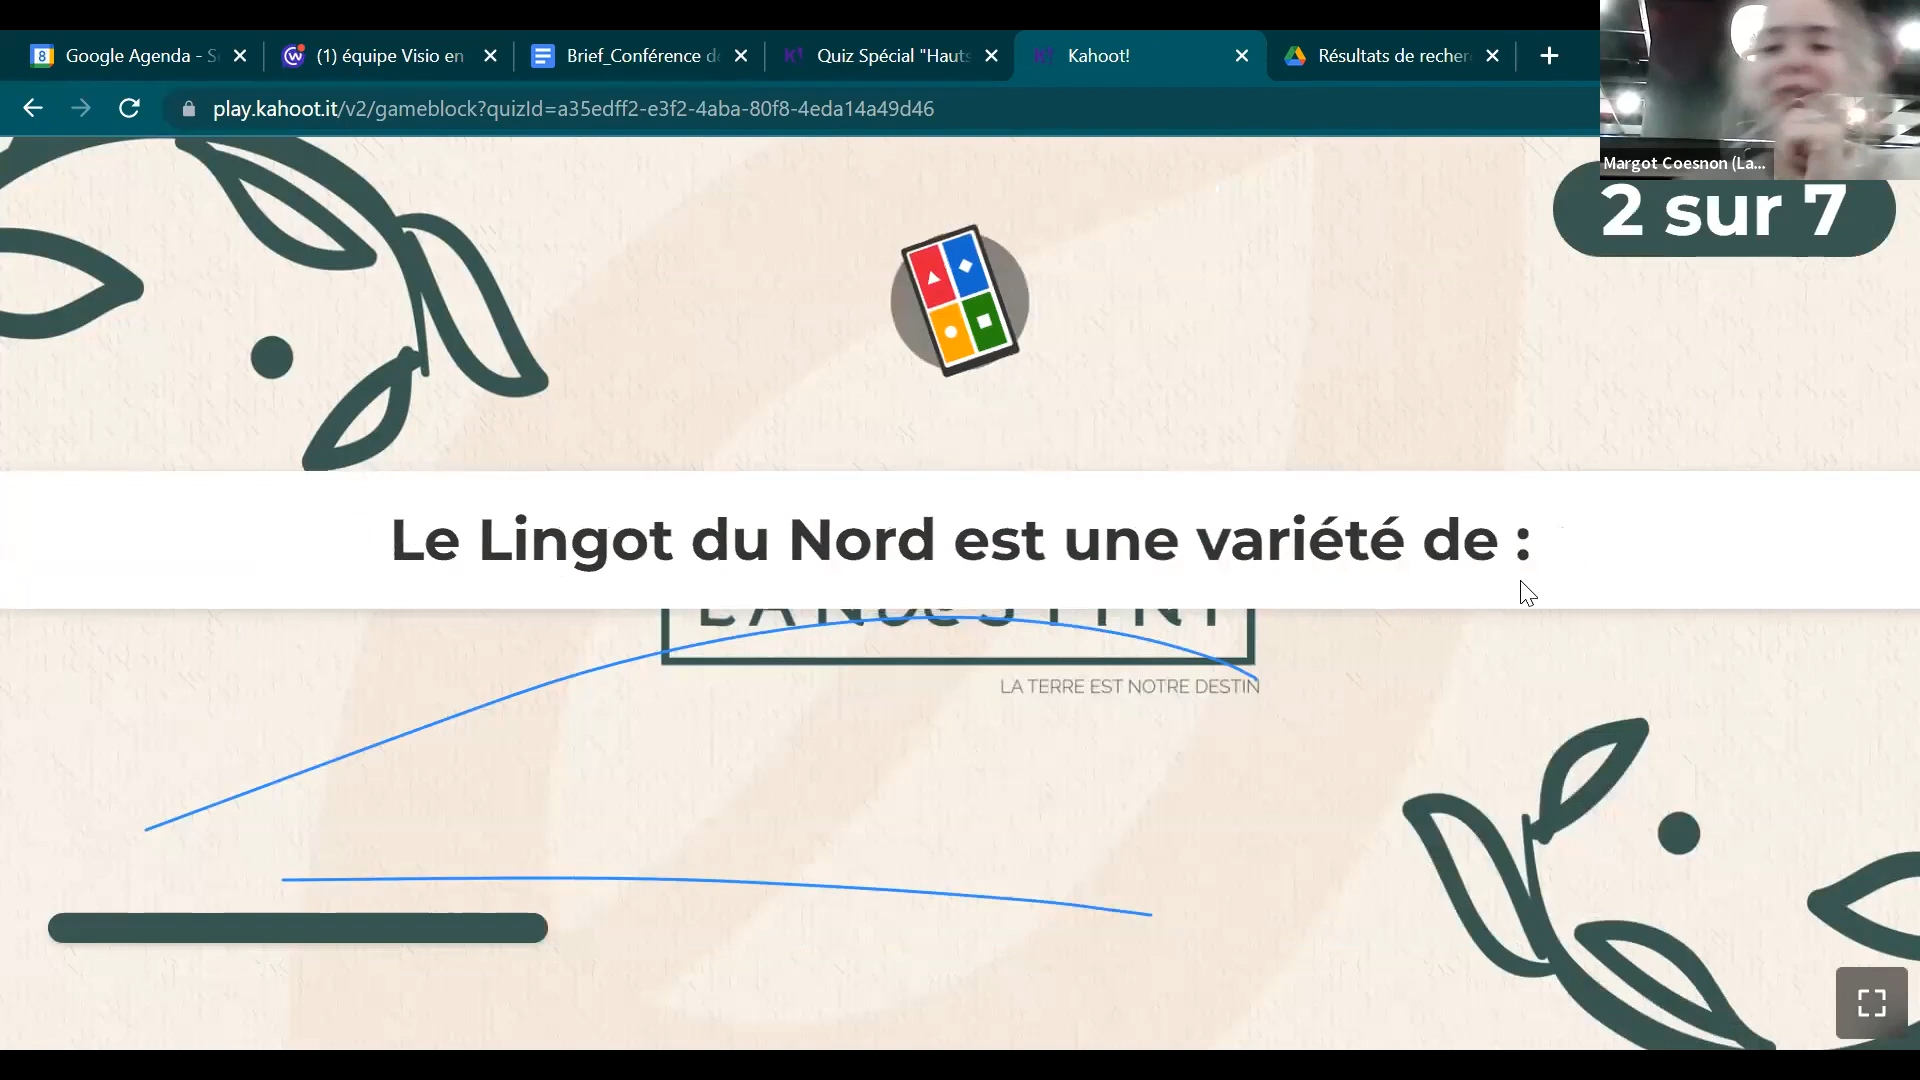 Google Agenda - S
(1) équipe Visio en
Brief_Conférence de
Quiz Spécial "Hauts
Kahoot!
Résultats de recher
play.kahoot.it/v2/gameblock?quizId=a35edff2-e3f2-4aba-80f8-4eda14a49d46
Margot Coesnon (La...
2 sur 7
Le Lingot du Nord est une variété de :
LA TERRE EST NOTRE DESTIN